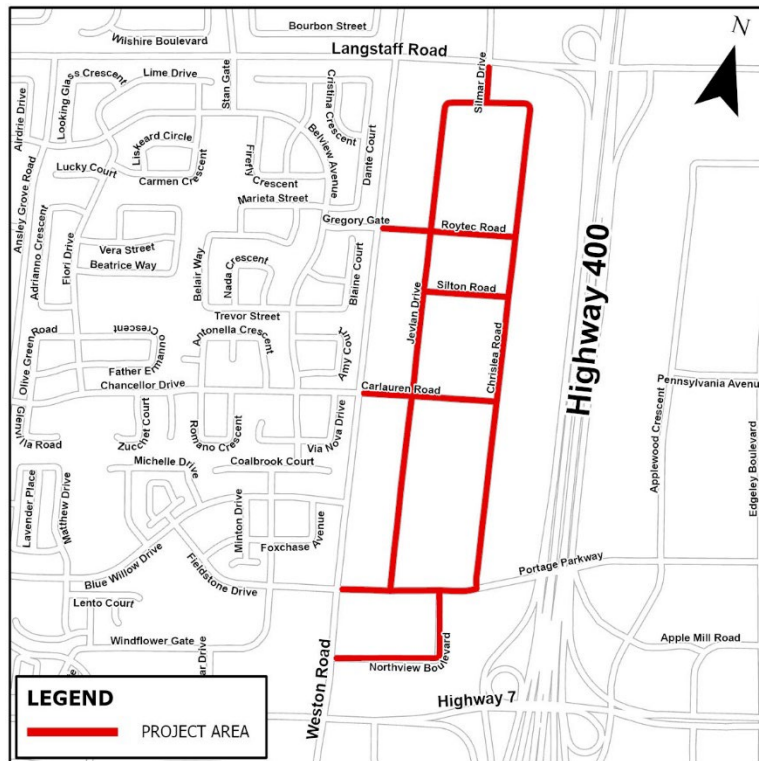 Bourbon Street
Wilshire Boulevard
Langstaff Road
N
Looking Glass Crescent
Lime Drive
Stan Gate
Cristina Crescent
Silmar Drive
Airdrie Drive
Liskeard Circle
Belview Avenue
Dante Court
Firefly Crescent
Lucky Court
Carmen Crescent
Ansley Grove Road
Marieta Street
Gregory Gate
Roytec Road
Adrianno Crescent
Fiori Drive
Vera Street
Beatrice Way
Belair Way
Nada Crescent
Blaine Court
Silton Road
Highway 400
Trevor Street
Jevlan Drive
Chrislea Road
Olive Green Road
Father Ermanno Crescent
Antonella Crescent
Amy Court
Chancellor Drive
Carlauren Road
Pennsylvania Avenu
Glenvilla Road
Zucchet Court
Romano Crescent
Via Nova Drive
Applewood Crescent
Edgeley Boulevard
Michelle Drive
Coalbrook Court
Lavender Place
Matthew Drive
Minton Drive
Foxchase Avenue
Blue Willow Drive
Fieldstone Drive
Portage Parkway
Lento Court
Windflower Gate
ar Drive
Weston Road
Northview Boulevard
Apple Mill Road
Highway 7
LEGEND
PROJECT AREA